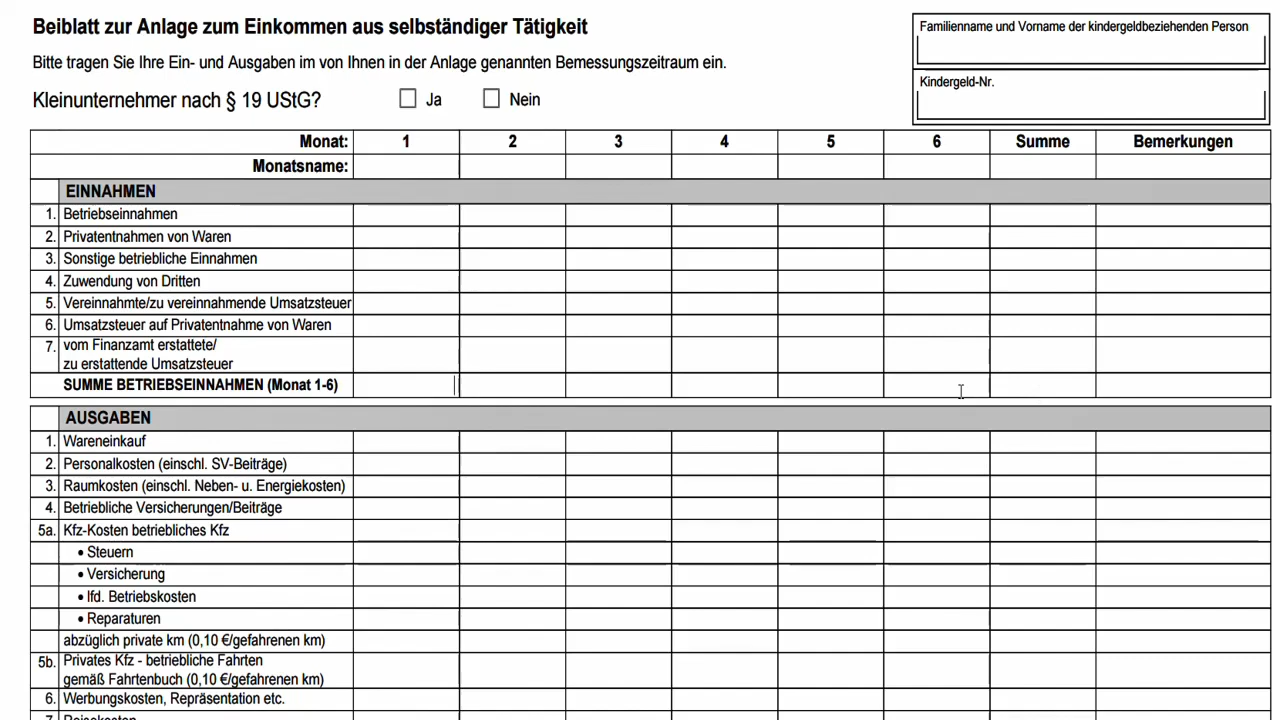 Beiblatt zur Anlage zum Einkommen aus selbständiger Tätigkeit
Bitte tragen Sie Ihre Ein- und Ausgaben im von Ihnen in der Anlage genannten Bemessungszeitraum ein.
Kleinunternehmer nach § 19 UStG? Ja Nein
Familienname und Vorname der kindergeldbeziehenden Person
Kindergeld-Nr.
Monat: 1 2 3 4 5 6 Summe Bemerkungen
Monatsname:
EINNAHMEN
1. Betriebseinnahmen
2. Privatentnahmen von Waren
3. Sonstige betriebliche Einnahmen
4. Zuwendung von Dritten
5. Vereinnahmte/zu vereinnahmende Umsatzsteuer
6. Umsatzsteuer auf Privatentnahme von Waren
7. vom Finanzamt erstattete/
zu erstattende Umsatzsteuer
SUMME BETRIEBSEINNAHMEN (Monat 1-6)
AUSGABEN
1. Wareneinkauf
2. Personalkosten (einschl. SV-Beiträge)
3. Raumkosten (einschl. Neben- u. Energiekosten)
4. Betriebliche Versicherungen/Beiträge
5a. Kfz-Kosten betriebliches Kfz
• Steuern
• Versicherung
• lfd. Betriebskosten
• Reparaturen
abzüglich private km (0,10 €/gefahrenen km)
5b. Privates Kfz - betriebliche Fahrten
gemäß Fahrtenbuch (0,10 €/gefahrenen km)
6. Werbungskosten, Repräsentation etc.
7. Reisekosten